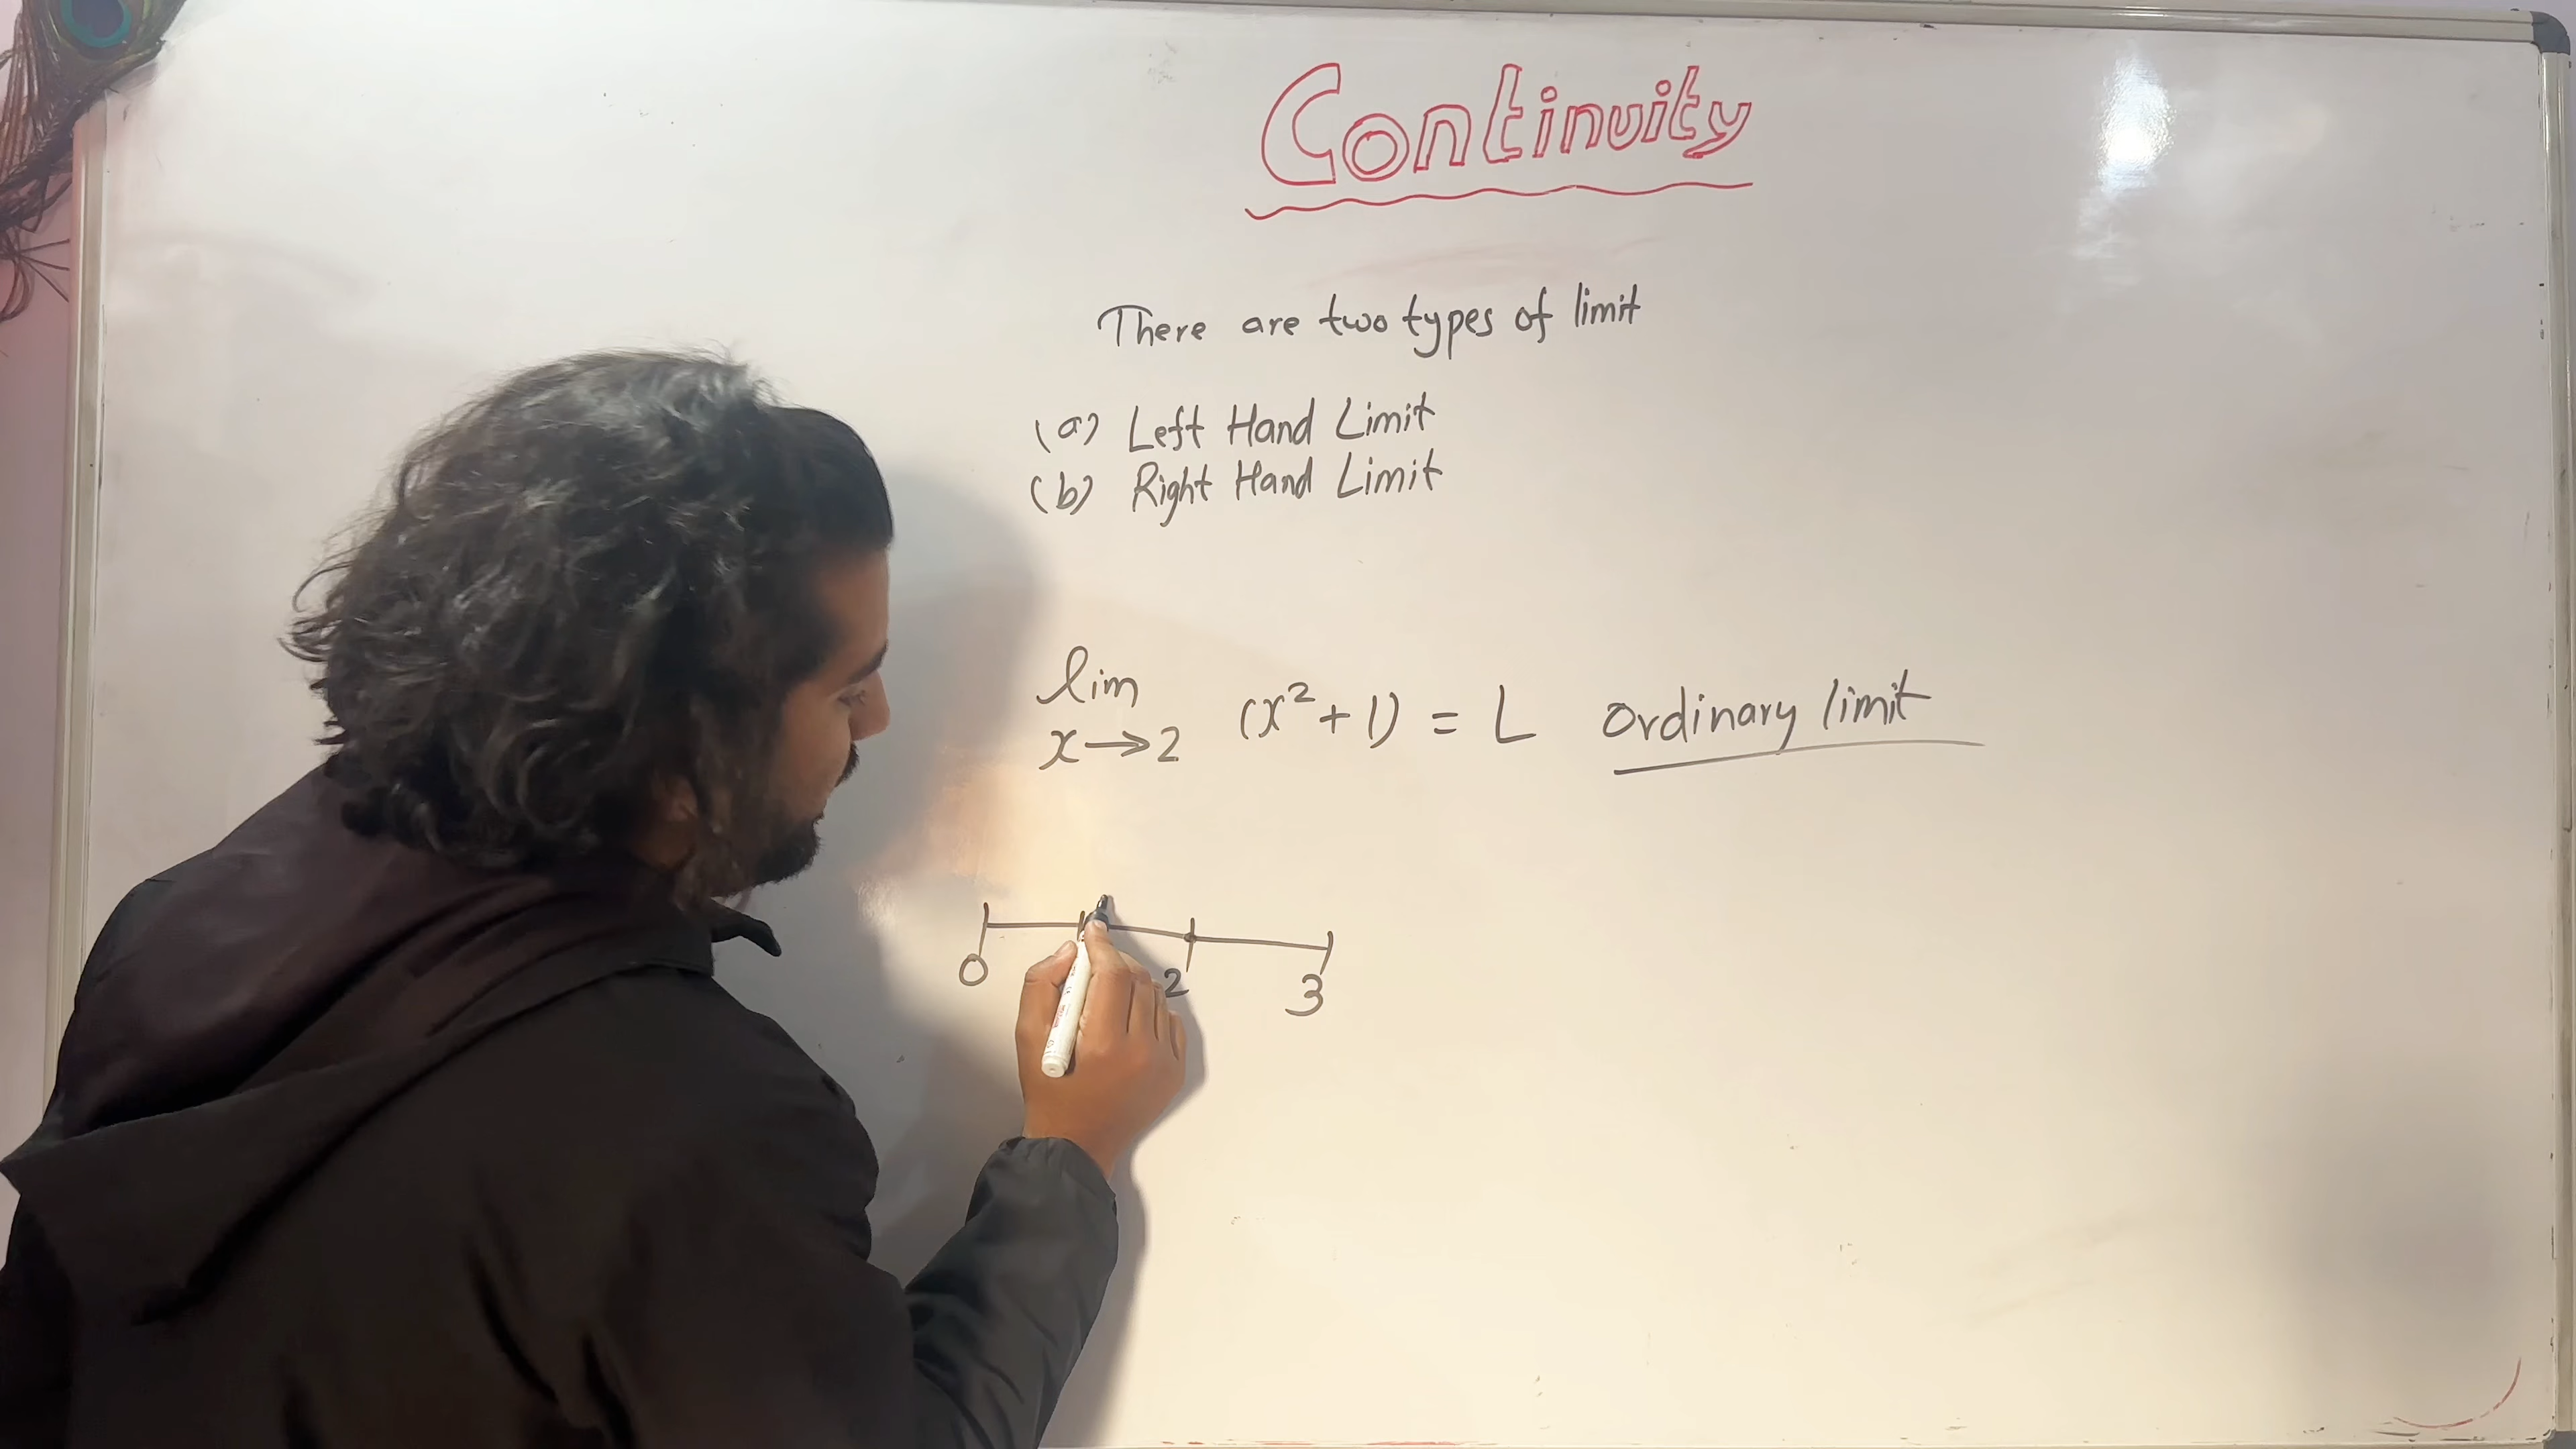 Continuity
There are two types of limit
(a) Left Hand Limit
(b) Right Hand Limit
lim (x²+1) = L ordinary limit
x→2
0 2 3